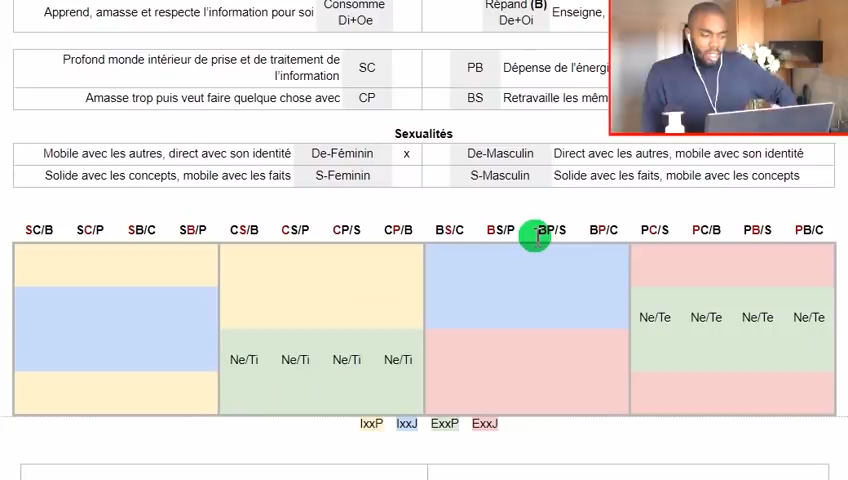 Apprend, amasse et respecte l'information pour soi Consomme Di+Oe Répand (B) De+Oi Enseigne,
Profond monde intérieur de prise et de traitement de l'information SC PB Dépense de l'énergi
Amasse trop puis veut faire quelque chose avec CP BS Retravaille les mêm
Sexualités
Mobile avec les autres, direct avec son identité De-Féminin x De-Masculin Direct avec les autres, mobile avec son identité
Solide avec les concepts, mobile avec les faits S-Feminin S-Masculin Solide avec les faits, mobile avec les concepts
SC/B SC/P SB/C SB/P CS/B CS/P CP/S CP/B BS/C BS/P BP/S BP/C PC/S PC/B PB/S PB/C
Ne/Te Ne/Te Ne/Te Ne/Te
Ne/Ti Ne/Ti Ne/Ti Ne/Ti
IxxP IxxJ ExxP ExxJ